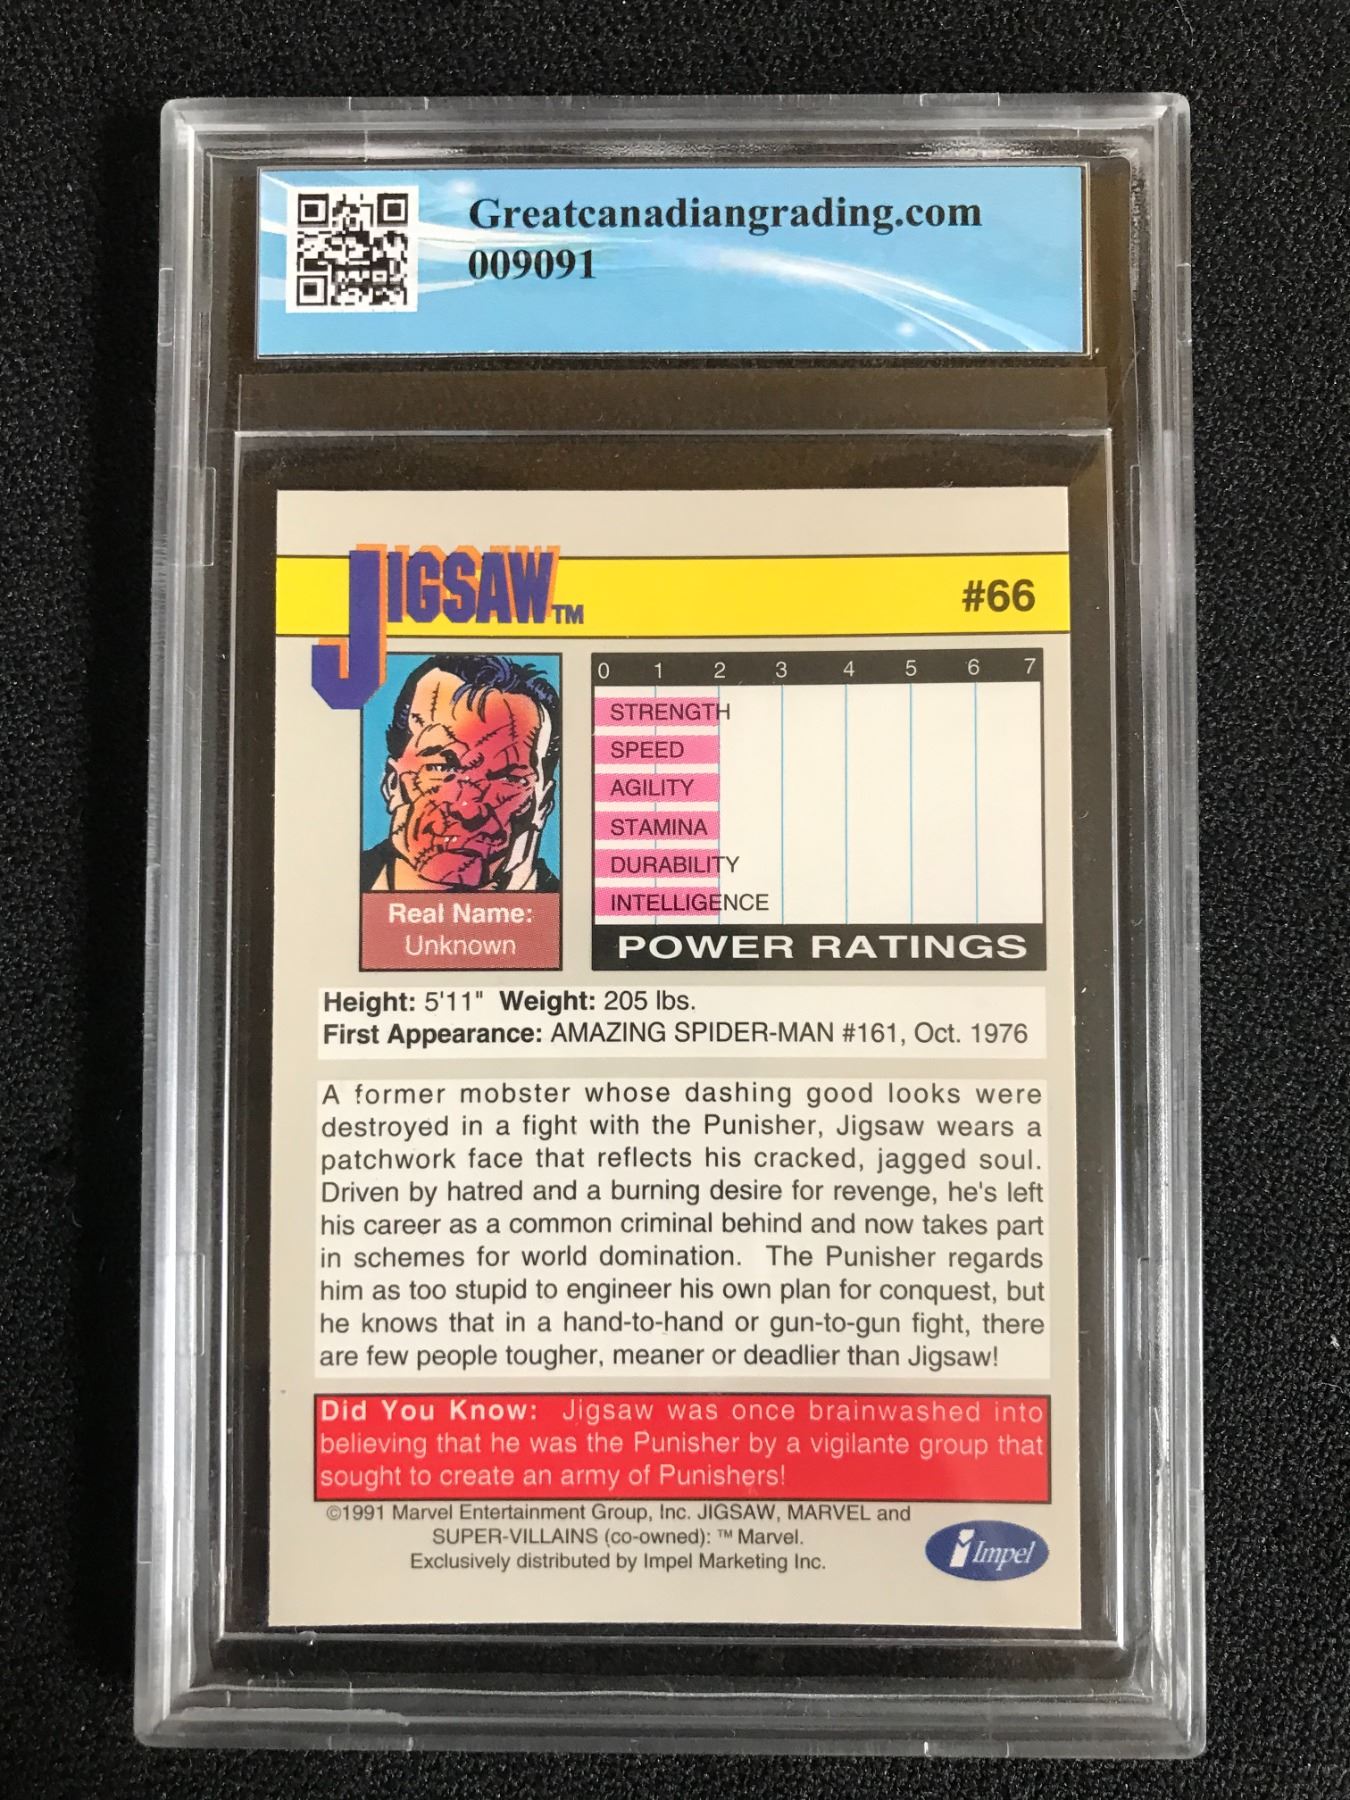 Greatcanadiangrading.com
009091
JIGSAW™
#66
0 1 2 3 4 5 6 7
STRENGTH
SPEED
AGILITY
STAMINA
DURABILITY
INTELLIGENCE
POWER RATINGS
Real Name:
Unknown
Height: 5'11" Weight: 205 lbs.
First Appearance: AMAZING SPIDER-MAN #161, Oct. 1976
A former mobster whose dashing good looks were
destroyed in a fight with the Punisher, Jigsaw wears a
patchwork face that reflects his cracked, jagged soul.
Driven by hatred and a burning desire for revenge, he's left
his career as a common criminal behind and now takes part
in schemes for world domination. The Punisher regards
him as too stupid to engineer his own plan for conquest, but
he knows that in a hand-to-hand or gun-to-gun fight, there
are few people tougher, meaner or deadlier than Jigsaw!
Did You Know: Jigsaw was once brainwashed into
believing that he was the Punisher by a vigilante group that
sought to create an army of Punishers!
©1991 Marvel Entertainment Group, Inc. JIGSAW, MARVEL and
SUPER-VILLAINS (co-owned): ™ Marvel.
Exclusively distributed by Impel Marketing Inc.
Impel